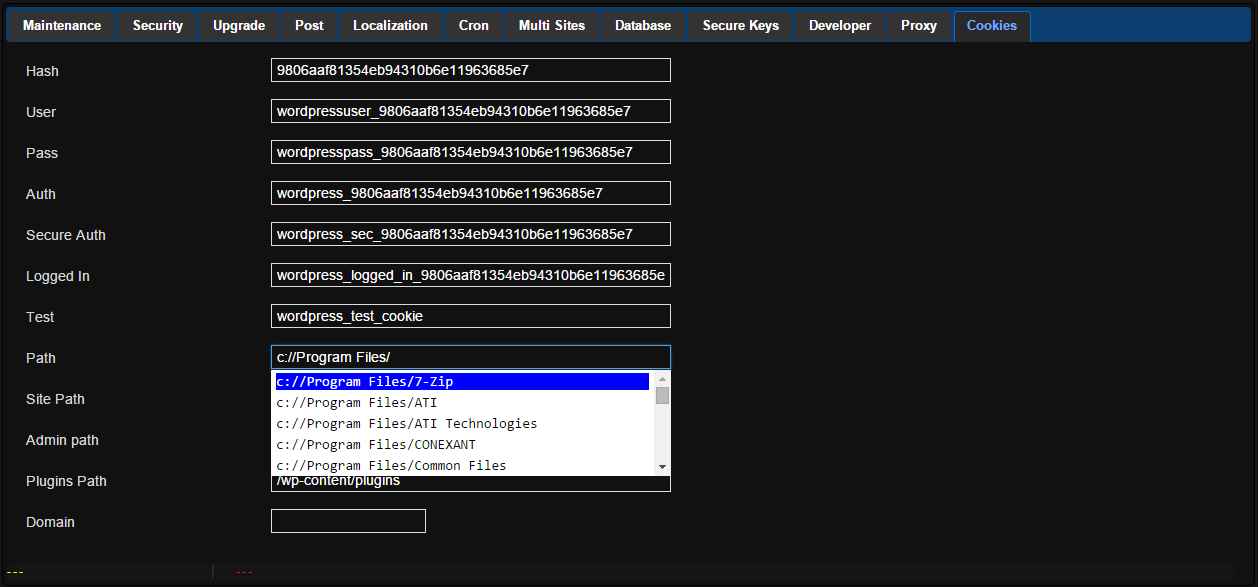 Maintenance Security Upgrade Post Localization Cron Multi Sites Database Secure Keys Developer Proxy Cookies
Hash 9806aaf81354eb94310b6e11963685e7
User wordpressuser_9806aaf81354eb94310b6e11963685e7
Pass wordpresspass_9806aaf81354eb94310b6e11963685e7
Auth wordpress_9806aaf81354eb94310b6e11963685e7
Secure Auth wordpress_sec_9806aaf81354eb94310b6e11963685e7
Logged In wordpress_logged_in_9806aaf81354eb94310b6e11963685e
Test wordpress_test_cookie
Path c://Program Files/
c://Program Files/7-Zip
Site Path c://Program Files/ATI
c://Program Files/ATI Technologies
Admin path c://Program Files/CONEXANT
c://Program Files/Common Files
Plugins Path /wp-content/plugins
Domain
--- | ---